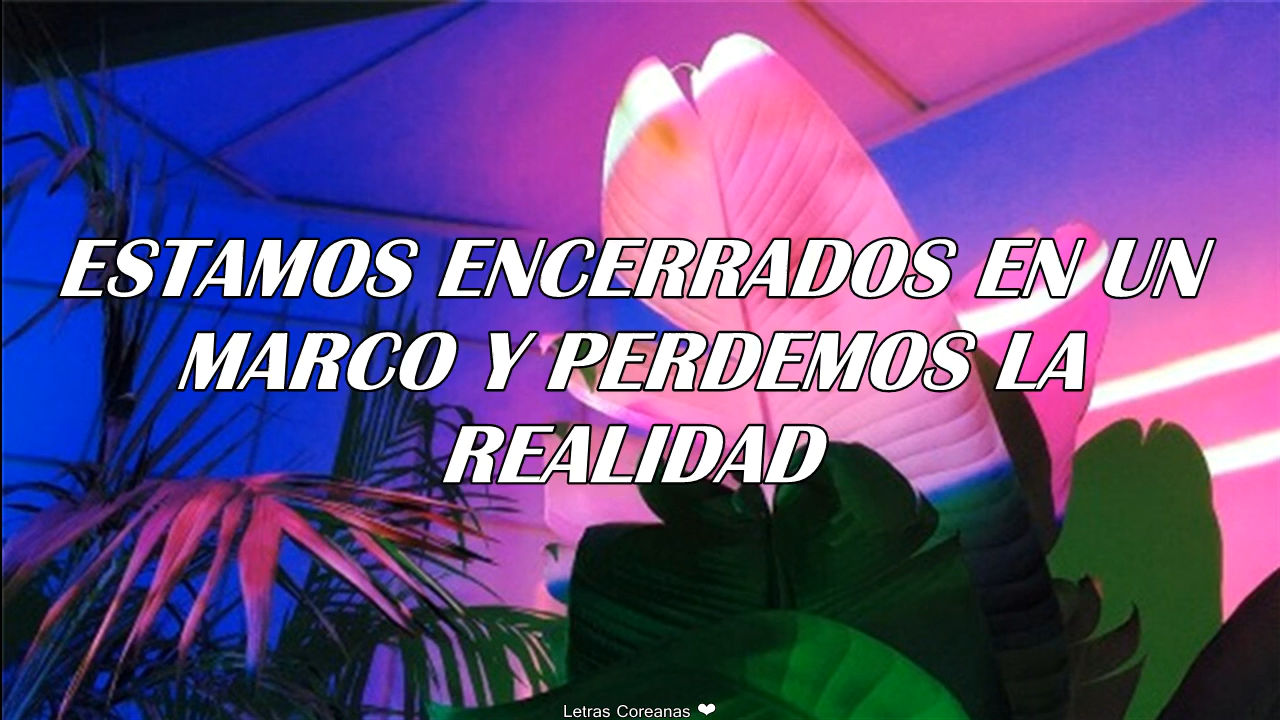 ESTAMOS ENCERRADOS EN UN
MARCO Y PERDEMOS LA
REALIDAD
Letras Coreanas ❤